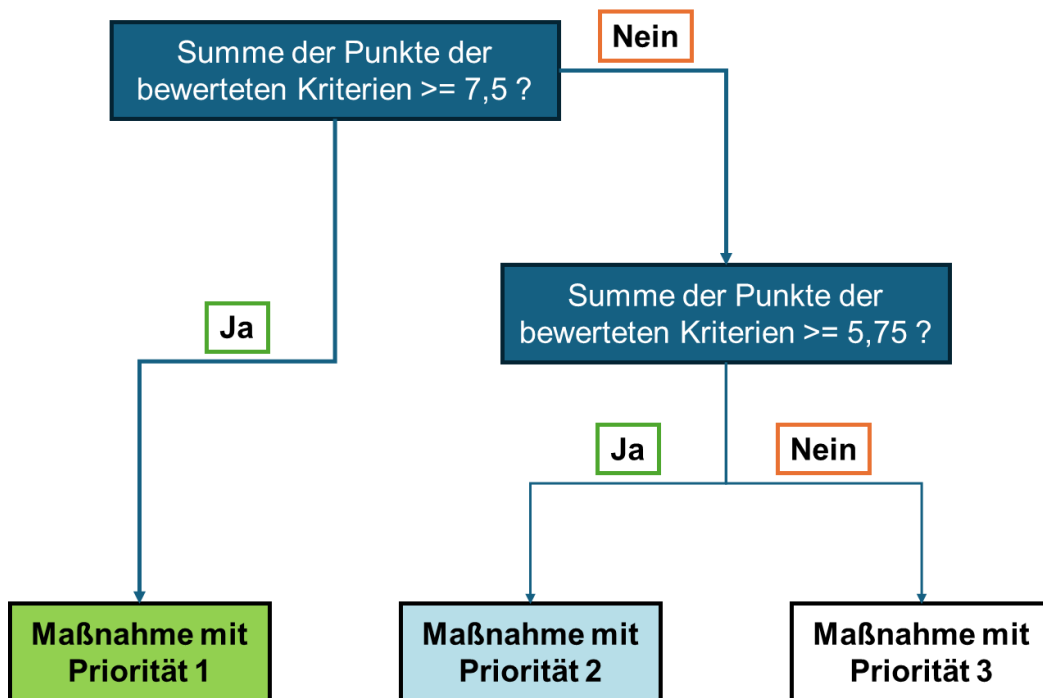 Summe der Punkte der
bewerteten Kriterien >= 7,5 ?
Nein
Ja
Summe der Punkte der
bewerteten Kriterien >= 5,75 ?
Ja
Nein
Maßnahme mit
Priorität 1
Maßnahme mit
Priorität 2
Maßnahme mit
Priorität 3